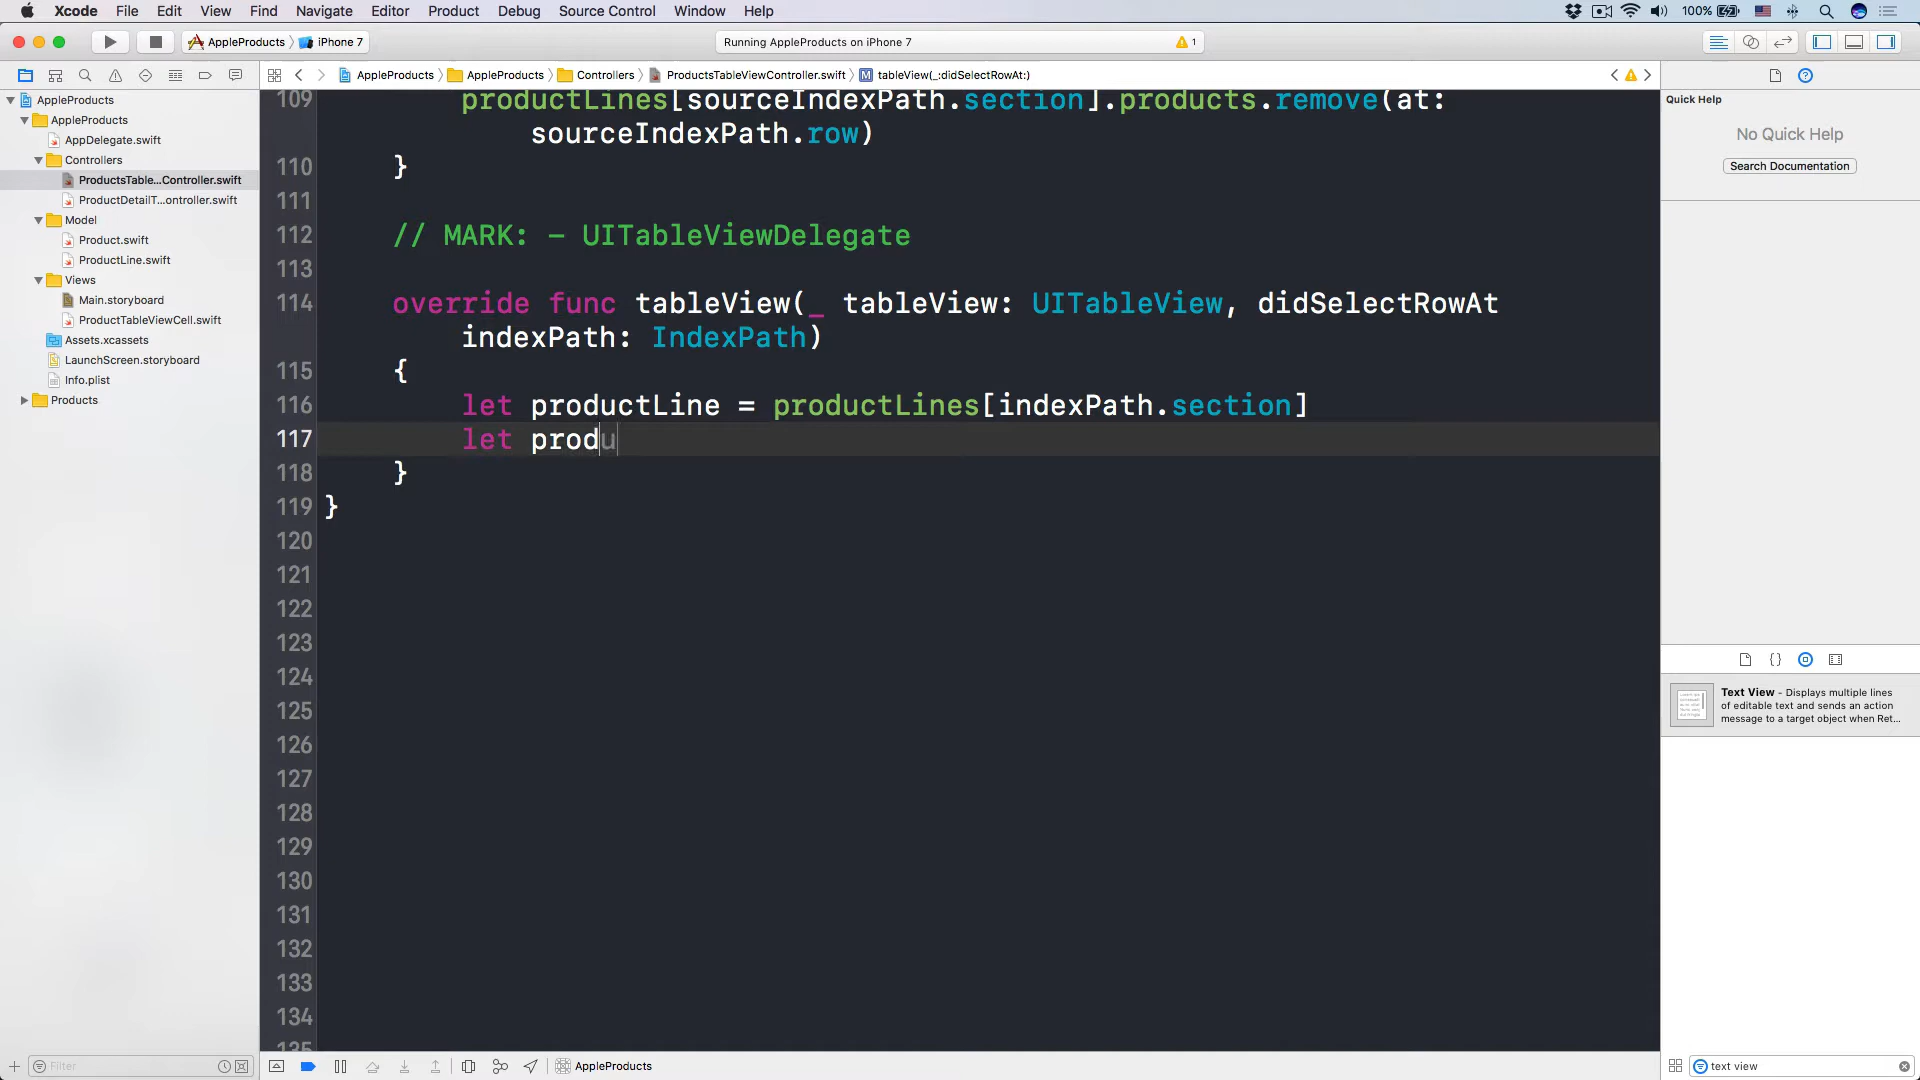 Xcode File Edit View Find Navigate Editor Product Debug Source Control Window Help 100%
AppleProducts iPhone 7 Running AppleProducts on iPhone 7 1
AppleProducts AppleProducts Controllers ProductsTableViewController.swift tableView(_:didSelectRowAt:)
AppleProducts
AppleProducts
AppDelegate.swift
Controllers
ProductsTable...Controller.swift
ProductDetailT...ontroller.swift
Model
Product.swift
ProductLine.swift
Views
Main.storyboard
ProductTableViewCell.swift
Assets.xcassets
LaunchScreen.storyboard
Info.plist
Products
Filter
109 productLines[sourceIndexPath.section].products.remove(at:
sourceIndexPath.row)
110 }
111
112 // MARK: - UITableViewDelegate
113
114 override func tableView(_ tableView: UITableView, didSelectRowAt
indexPath: IndexPath)
115 {
116 let productLine = productLines[indexPath.section]
117 let produ
118 }
119 }
120
121
122
123
124
125
126
127
128
129
130
131
132
133
134
135
AppleProducts
Quick Help
No Quick Help
Search Documentation
{}
Text View - Displays multiple lines
of editable text and sends an action
message to a target object when Ret...
text view